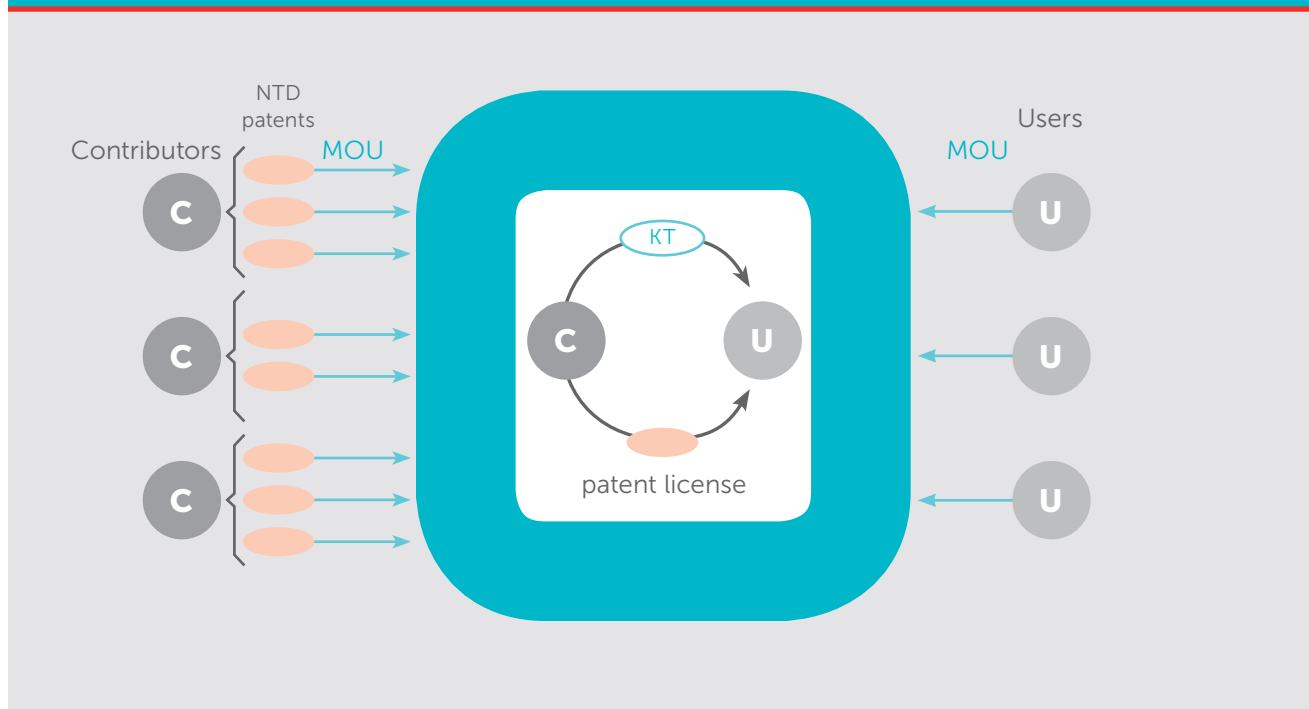 NTD
patents
Contributors
MOU
C
C
C
KT
C
U
patent license
Users
MOU
U
U
U